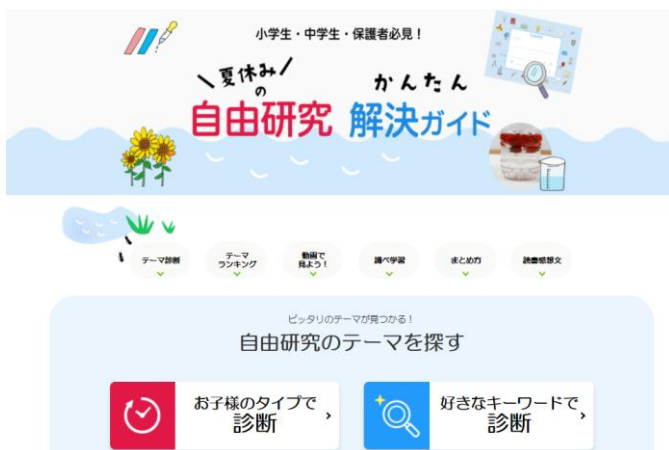 小学生・中学生・保護者必見！
夏休み
の
かんたん
自由研究 解決ガイド
テーマ診断
テーマ
ランキング
動画で
見よう！
調べ学習
まとめ方
読書感想文
ピッタリのテーマが見つかる！
自由研究のテーマを探す
お子様のタイプで
診断
好きなキーワードで
診断